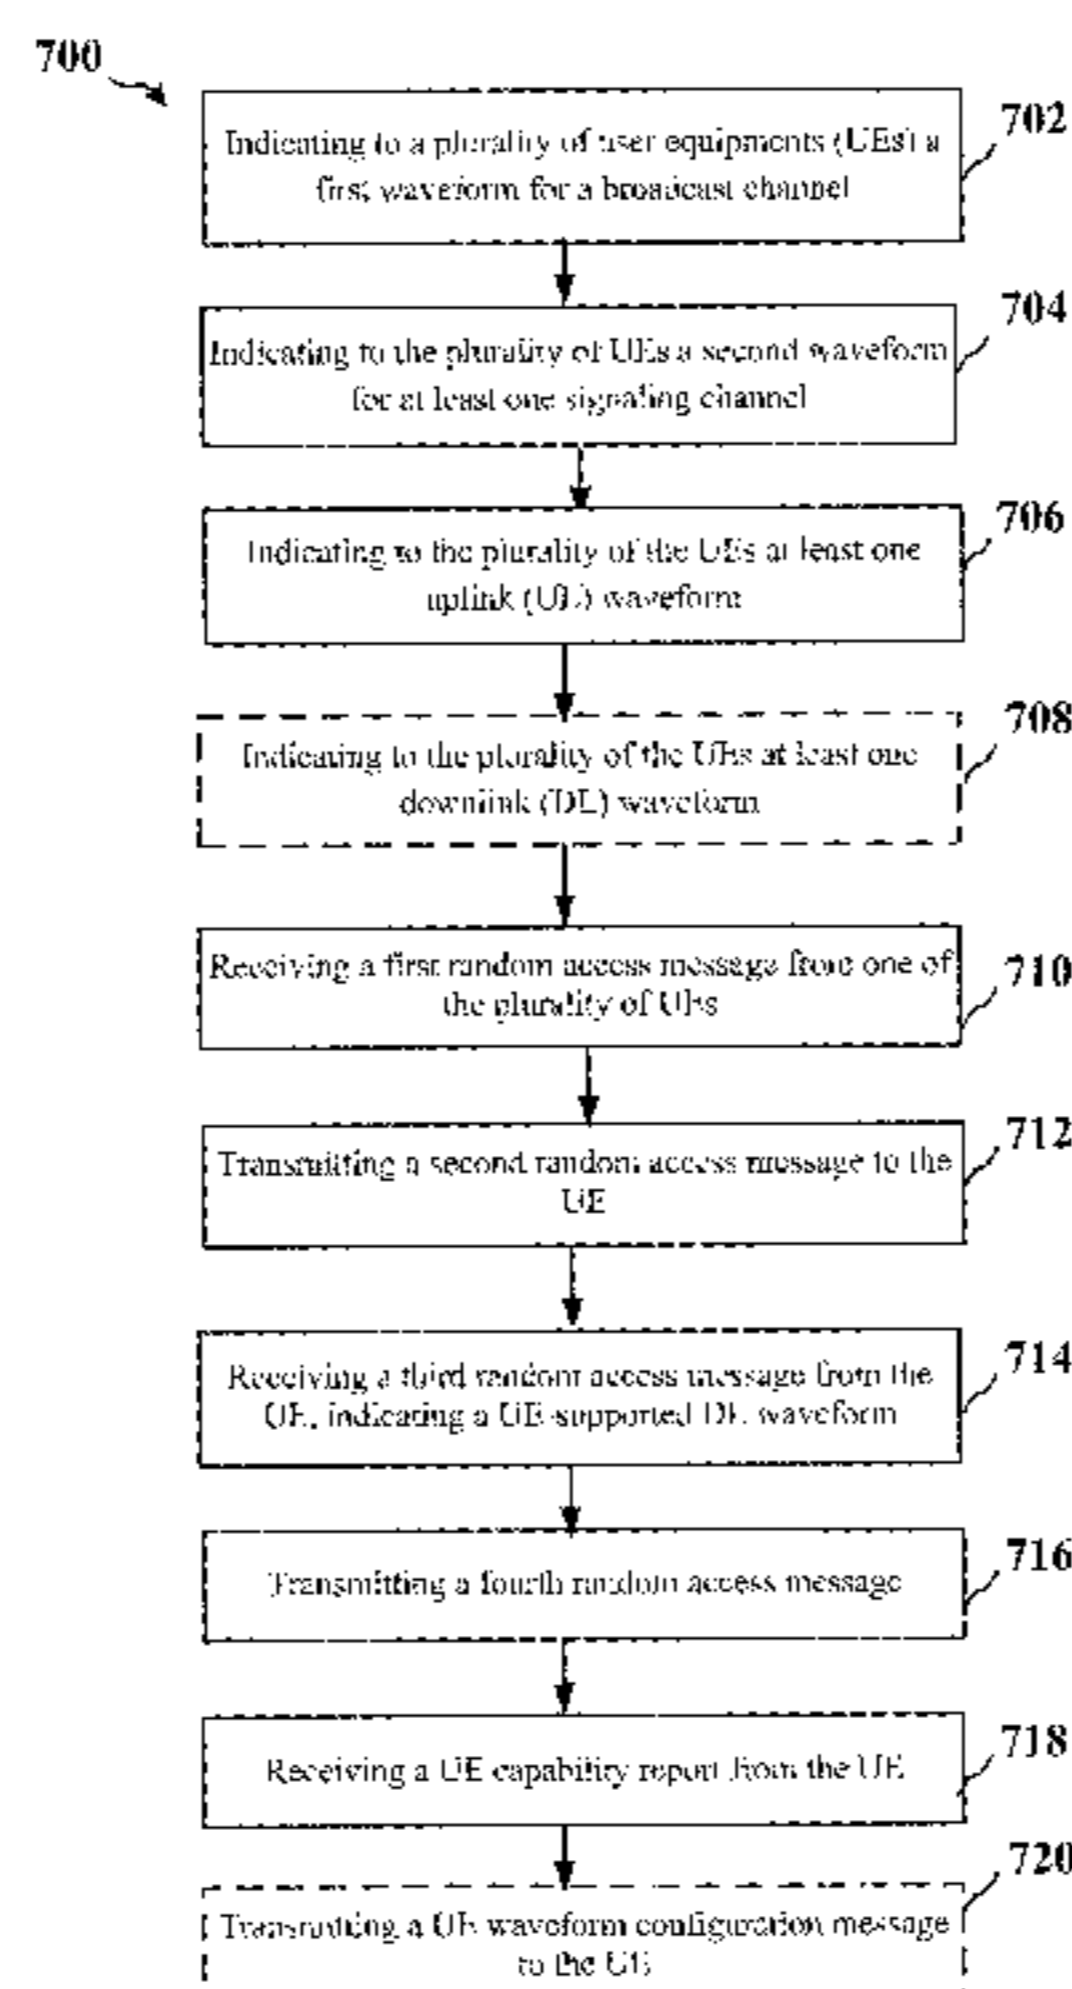 700
702
Indicating to a plurality of user equipments (UEs) a
first waveform for a broadcast channel
704
Indicating to the plurality of UEs a second waveform
for at least one signaling channel
706
Indicating to the plurality of the UEs at least one
uplink (UL) waveform
708
Indicating to the plurality of the UEs at least one
downlink (DL) waveform
710
Receiving a first random access message from one of
the plurality of UEs
712
Transmitting a second random access message to the
UE
714
Receiving a third random access message from the
UE, indicating a UE-supported DL waveform
716
Transmitting a fourth random access message
718
Receiving a UE capability report from the UE
720
Transmitting a UE waveform configuration message
to the UE